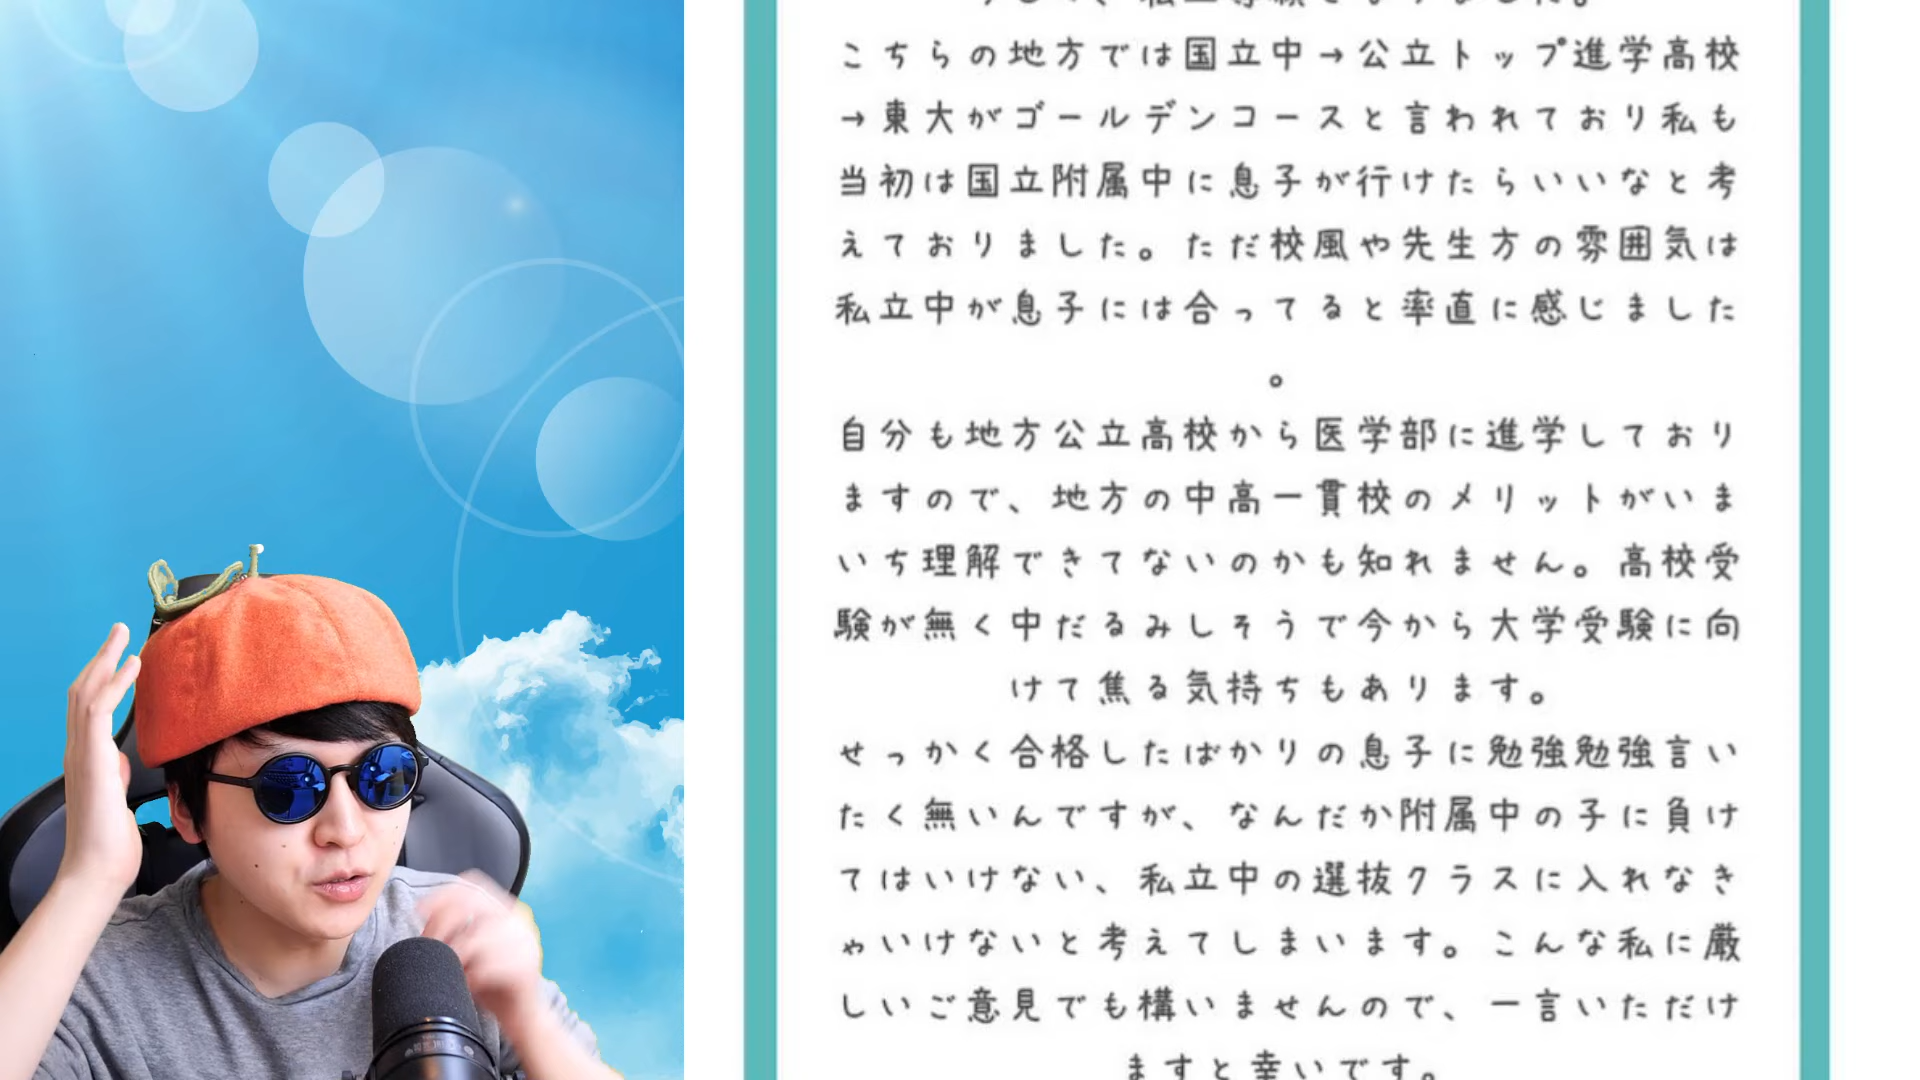 こちらの地方では国立中→公立トップ進学高校
→東大がゴールデンコースと言われており私も
当初は国立附属中に息子が行けたらいいなと考
えておりました。ただ校風や先生方の雰囲気は
私立中が息子には合ってると率直に感じました
。
自分も地方公立高校から医学部に進学しており
ますので、地方の中高一貫校のメリットがいま
いち理解できてないのかも知れません。高校受
験が無く中だるみしそうで今から大学受験に向
けて焦る気持ちもあります。
せっかく合格したばかりの息子に勉強勉強言い
たく無いんですが、なんだか附属中の子に負け
てはいけない、私立中の選抜クラスに入れなき
ゃいけないと考えてしまいます。こんな私に厳
しいご意見でも構いませんので、一言いただけ
ますと幸いです。